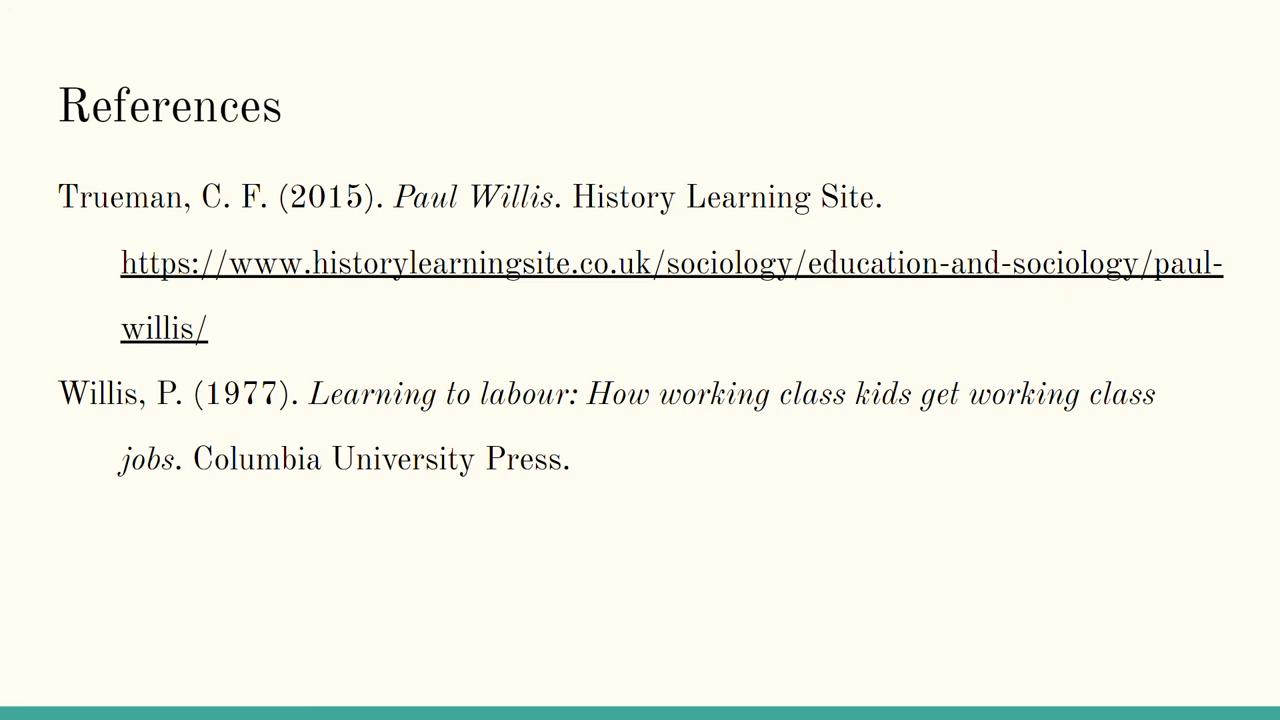 References
Trueman, C. F. (2015). Paul Willis. History Learning Site.
https://www.historylearningsite.co.uk/sociology/education-and-sociology/paul-
willis/
Willis, P. (1977). Learning to labour: How working class kids get working class
jobs. Columbia University Press.